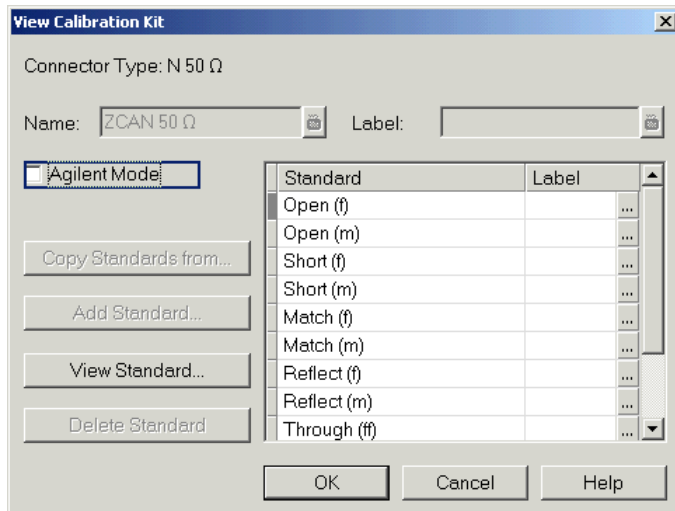 View Calibration Kit
Connector Type: N 50 Ω
Name: ZCAN 50 Ω Label:
Agilent Mode
Standard Label
Open (f) ...
Open (m) ...
Copy Standards from...
Short (f) ...
Short (m) ...
Add Standard...
Match (f) ...
Match (m) ...
View Standard...
Reflect (f) ...
Reflect (m) ...
Delete Standard
Through (ff) ...
OK Cancel Help